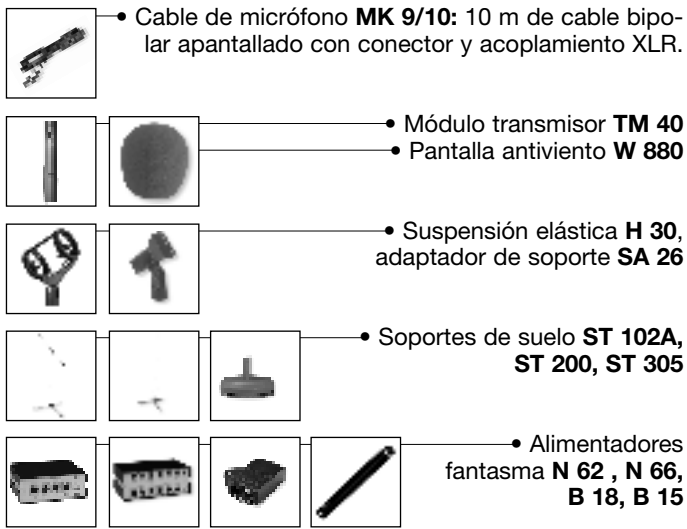 • Cable de micrófono MK 9/10: 10 m de cable bipo-
lar apantallado con conector y acoplamiento XLR.
• Módulo transmisor TM 40
• Pantalla antiviento W 880
• Suspensión elástica H 30,
adaptador de soporte SA 26
• Soportes de suelo ST 102A,
ST 200, ST 305
• Alimentadores
fantasma N 62 , N 66,
B 18, B 15